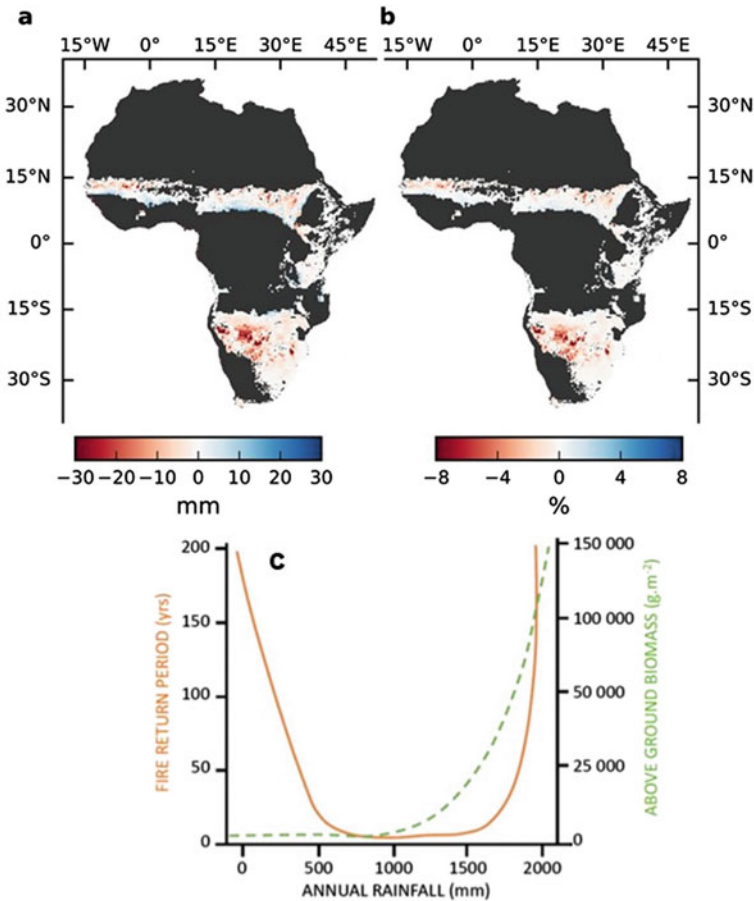 a
b
15°W 0° 15°E 30°E 45°E
15°W 0° 15°E 30°E 45°E
30°N
30°N
15°N
15°N
0°
0°
15°S
15°S
30°S
30°S
−30 −20 −10 0 10 20 30
−8 −4 0 4 8
mm
%
c
200
150
100
50
0
FIRE RETURN PERIOD (yrs)
150 000
100 000
50 000
25 000
0
ABOVE GROUND BIOMASS (g.m-2)
0 500 1000 1500 2000
ANNUAL RAINFALL (mm)